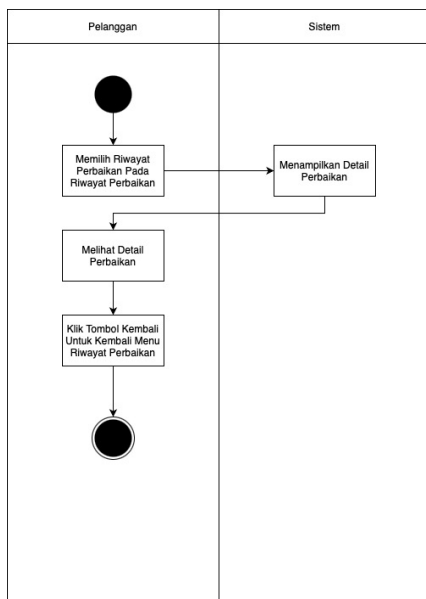 Pelanggan
Sistem
Memilih Riwayat
Perbaikan Pada
Riwayat Perbaikan
Menampilkan Detail
Perbaikan
Melihat Detail
Perbaikan
Klik Tombol Kembali
Untuk Kembali Menu
Riwayat Perbaikan